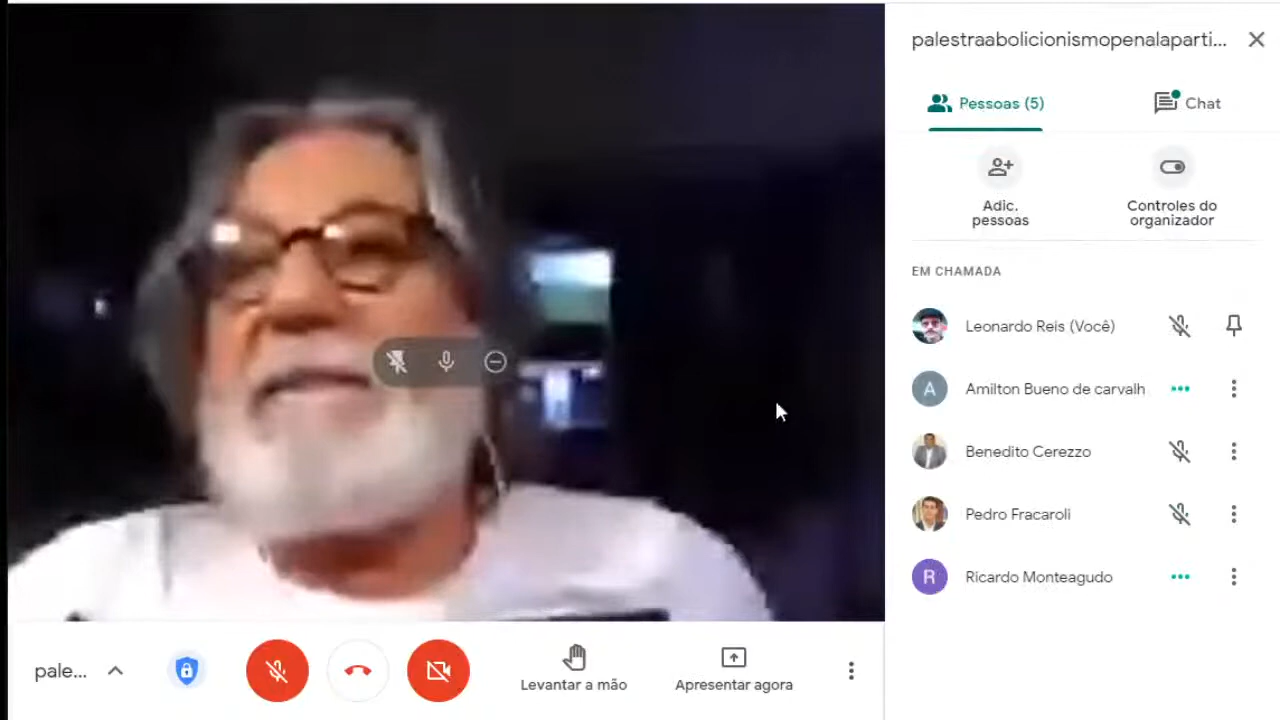 palestraabolicionismopenalaparti...
Pessoas (5)
Chat
Adic.
pessoas
Controles do
organizador
EM CHAMADA
Leonardo Reis (Você)
A
Amilton Bueno de carvalh
Benedito Cerezzo
Pedro Fracaroli
R
Ricardo Monteagudo
pale...
Levantar a mão
Apresentar agora